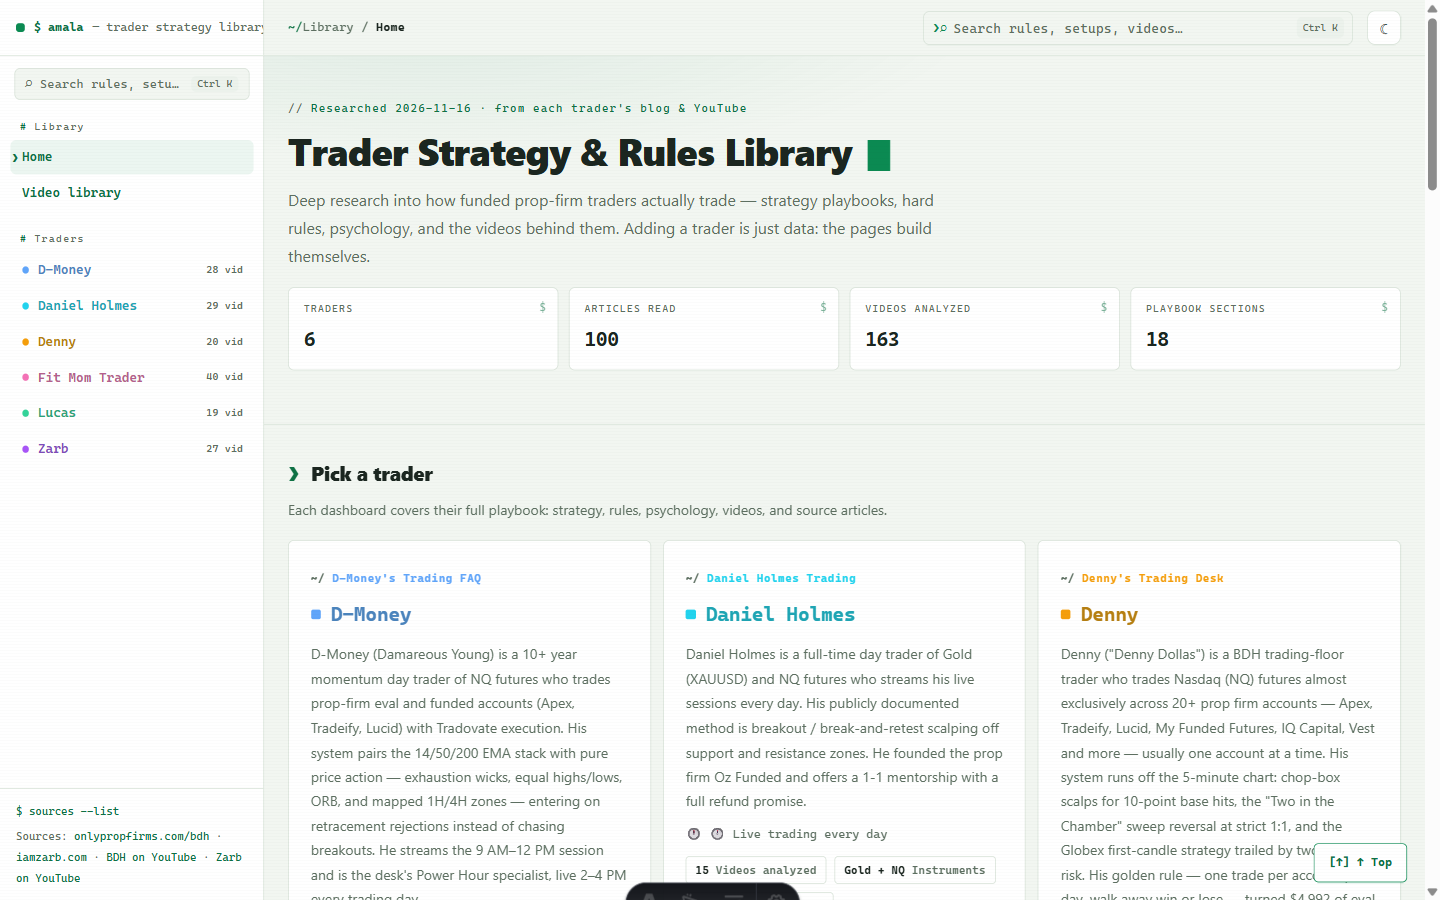 $ amala — trader strategy library
~/Library / Home
Search rules, setups, videos… Ctrl K
Search rules, setu… Ctrl K
# Library
Home
Video library
# Traders
D-Money 28 vid
Daniel Holmes 29 vid
Denny 20 vid
Fit Mom Trader 40 vid
Lucas 19 vid
Zarb 27 vid
$ sources --list
Sources: onlypropfirms.com/bdh ·
iamzarb.com · BDH on YouTube · Zarb
on YouTube
// Researched 2026-11-16 · from each trader's blog & YouTube
Trader Strategy & Rules Library
Deep research into how funded prop-firm traders actually trade — strategy playbooks, hard
rules, psychology, and the videos behind them. Adding a trader is just data: the pages build
themselves.
TRADERS $
6
ARTICLES READ $
100
VIDEOS ANALYZED $
163
PLAYBOOK SECTIONS $
18
Pick a trader
Each dashboard covers their full playbook: strategy, rules, psychology, videos, and source articles.
~/ D-Money's Trading FAQ
D-Money
D-Money (Damareous Young) is a 10+ year
momentum day trader of NQ futures who trades
prop-firm eval and funded accounts (Apex,
Tradeify, Lucid) with Tradovate execution. His
system pairs the 14/50/200 EMA stack with pure
price action — exhaustion wicks, equal highs/lows,
ORB, and mapped 1H/4H zones — entering on
retracement rejections instead of chasing
breakouts. He streams the 9 AM–12 PM session
and is the desk's Power Hour specialist, live 2–4 PM
every trading day.
~/ Daniel Holmes Trading
Daniel Holmes
Daniel Holmes is a full-time day trader of Gold
(XAUUSD) and NQ futures who streams his live
sessions every day. His publicly documented
method is breakout / break-and-retest scalping off
support and resistance zones. He founded the prop
firm Oz Funded and offers a 1-1 mentorship with a
full refund promise.
Live trading every day
15 Videos analyzed
Gold + NQ Instruments
~/ Denny's Trading Desk
Denny
Denny ("Denny Dollas") is a BDH trading-floor
trader who trades Nasdaq (NQ) futures almost
exclusively across 20+ prop firm accounts — Apex,
Tradeify, Lucid, My Funded Futures, IQ Capital, Vest
and more — usually one account at a time. His
system runs off the 5-minute chart: chop-box
scalps for 10-point base hits, the "Two in the
Chamber" sweep reversal at strict 1:1, and the
Globex first-candle strategy trailed by
risk. His golden rule — one trade per
day, walk away win or lose — turned $4,992 of eval
[↑] ↑ Top